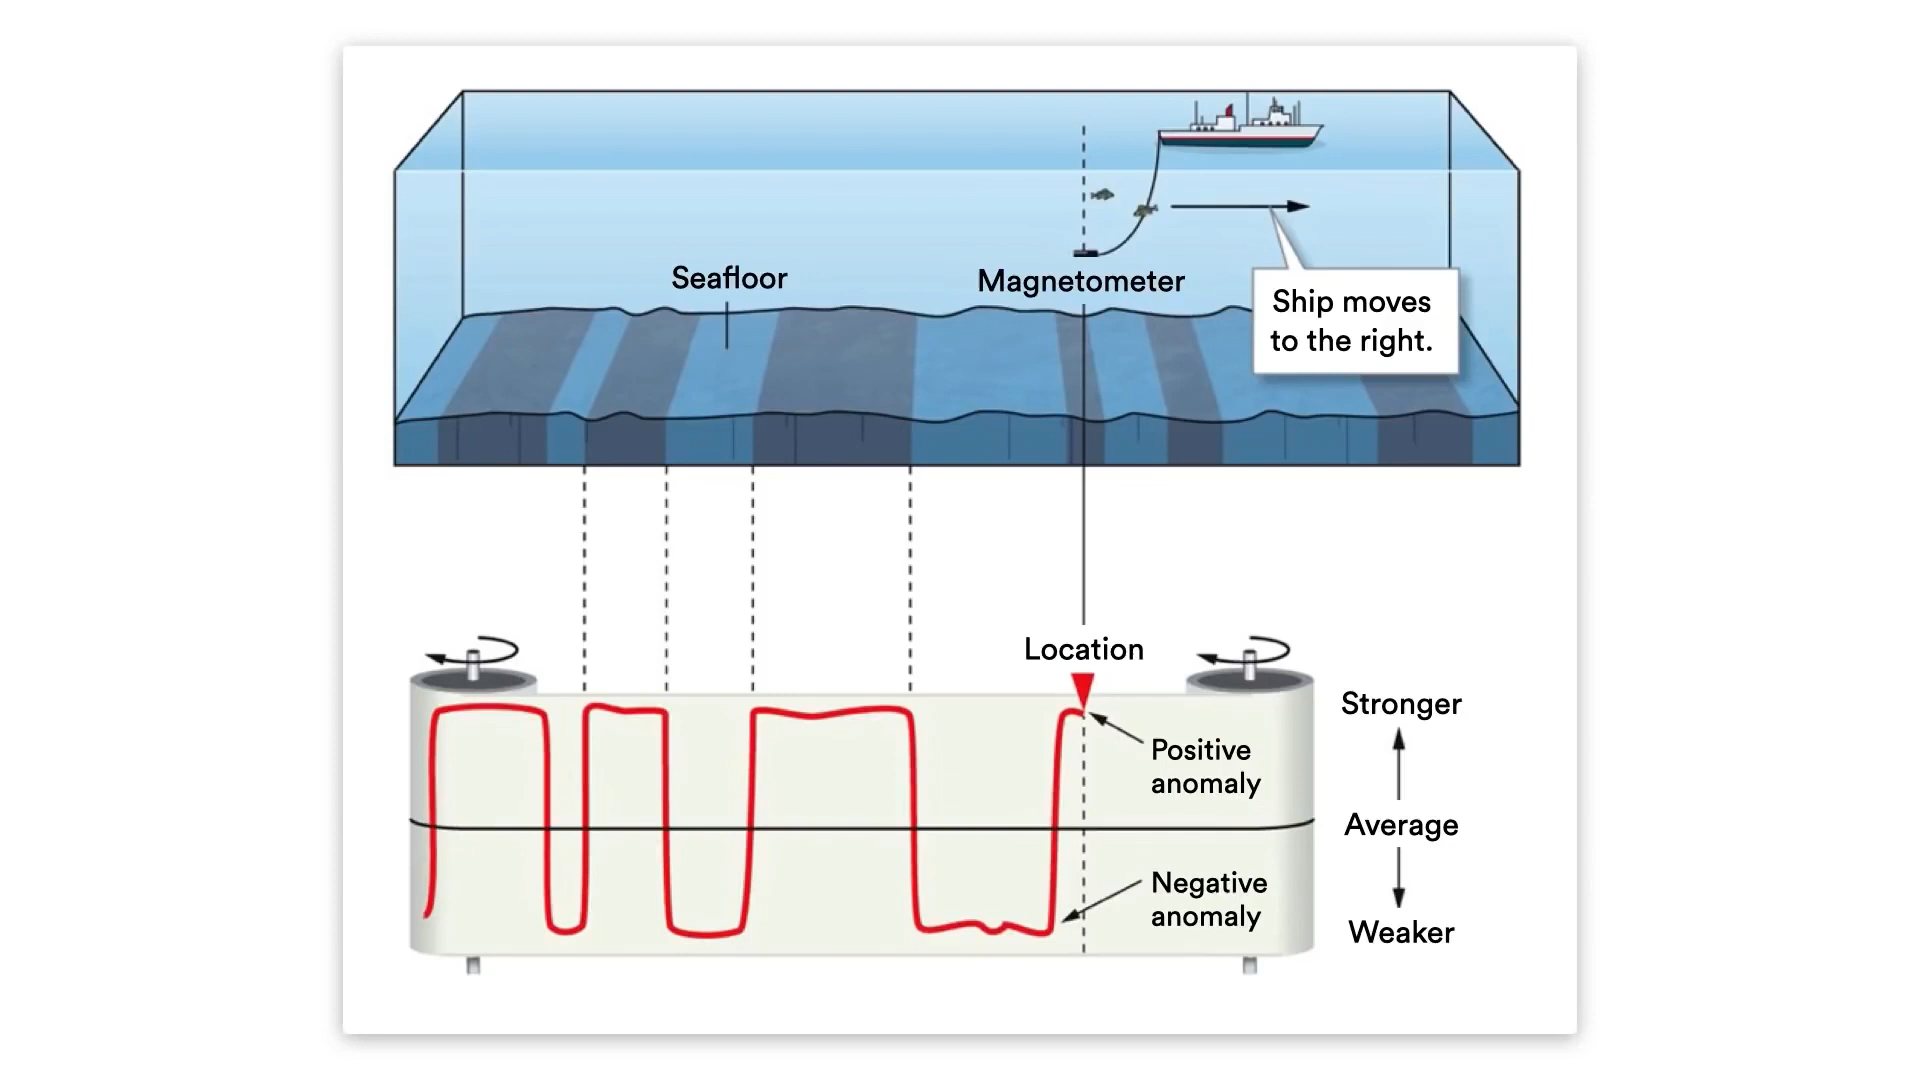 Seafloor
Magnetometer
Ship moves
to the right.
Location
Positive
anomaly
Negative
anomaly
Stronger
Average
Weaker